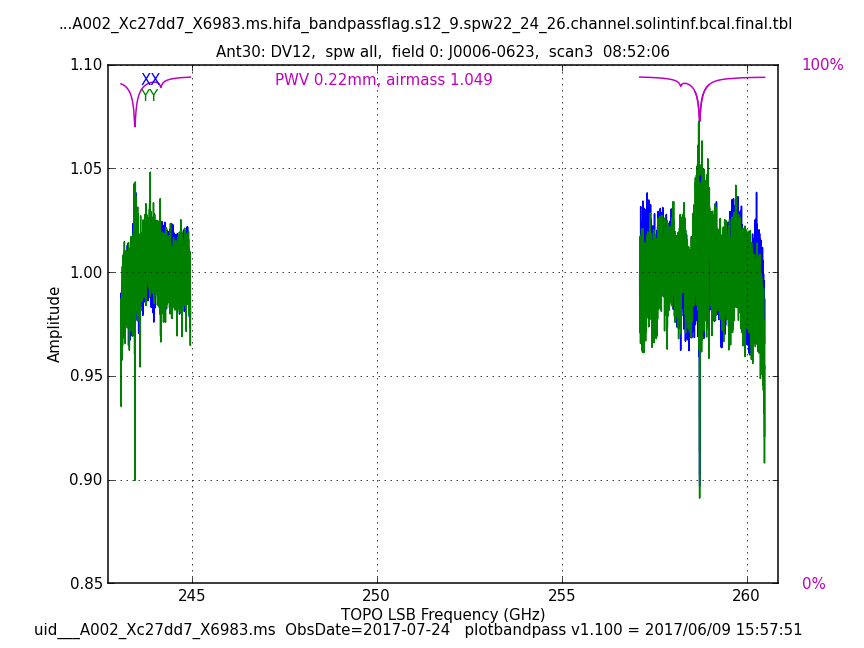 ...A002_Xc27dd7_X6983.ms.hifa_bandpassflag.s12_9.spw22_24_26.channel.solintinf.bcal.final.tbl
Ant30: DV12,  spw all,  field 0: J0006-0623,  scan3  08:52:06
1.10
XX
PWV 0.22mm, airmass 1.049
100%
YY
1.05
1.00
Amplitude
0.95
0.90
0.85
0%
245
250
255
260
TOPO LSB Frequency (GHz)
uid___A002_Xc27dd7_X6983.ms  ObsDate=2017-07-24   plotbandpass v1.100 = 2017/06/09 15:57:51